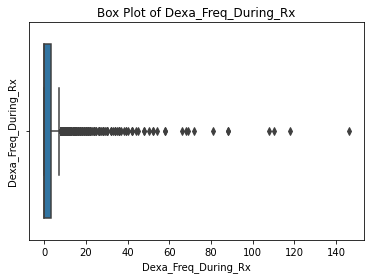 Box Plot of Dexa_Freq_During_Rx
Dexa_Freq_During_Rx
0 20 40 60 80 100 120 140
Dexa_Freq_During_Rx